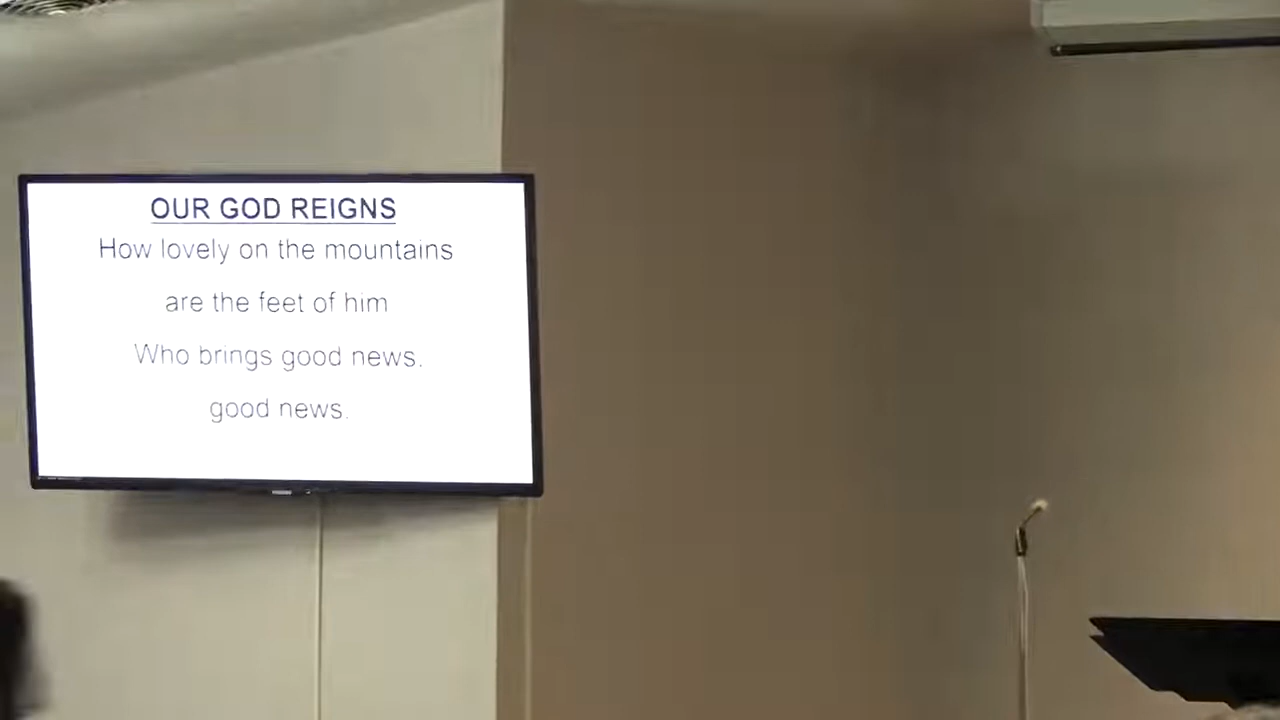 OUR GOD REIGNS
How lovely on the mountains
are the feet of him
Who brings good news.
good news.